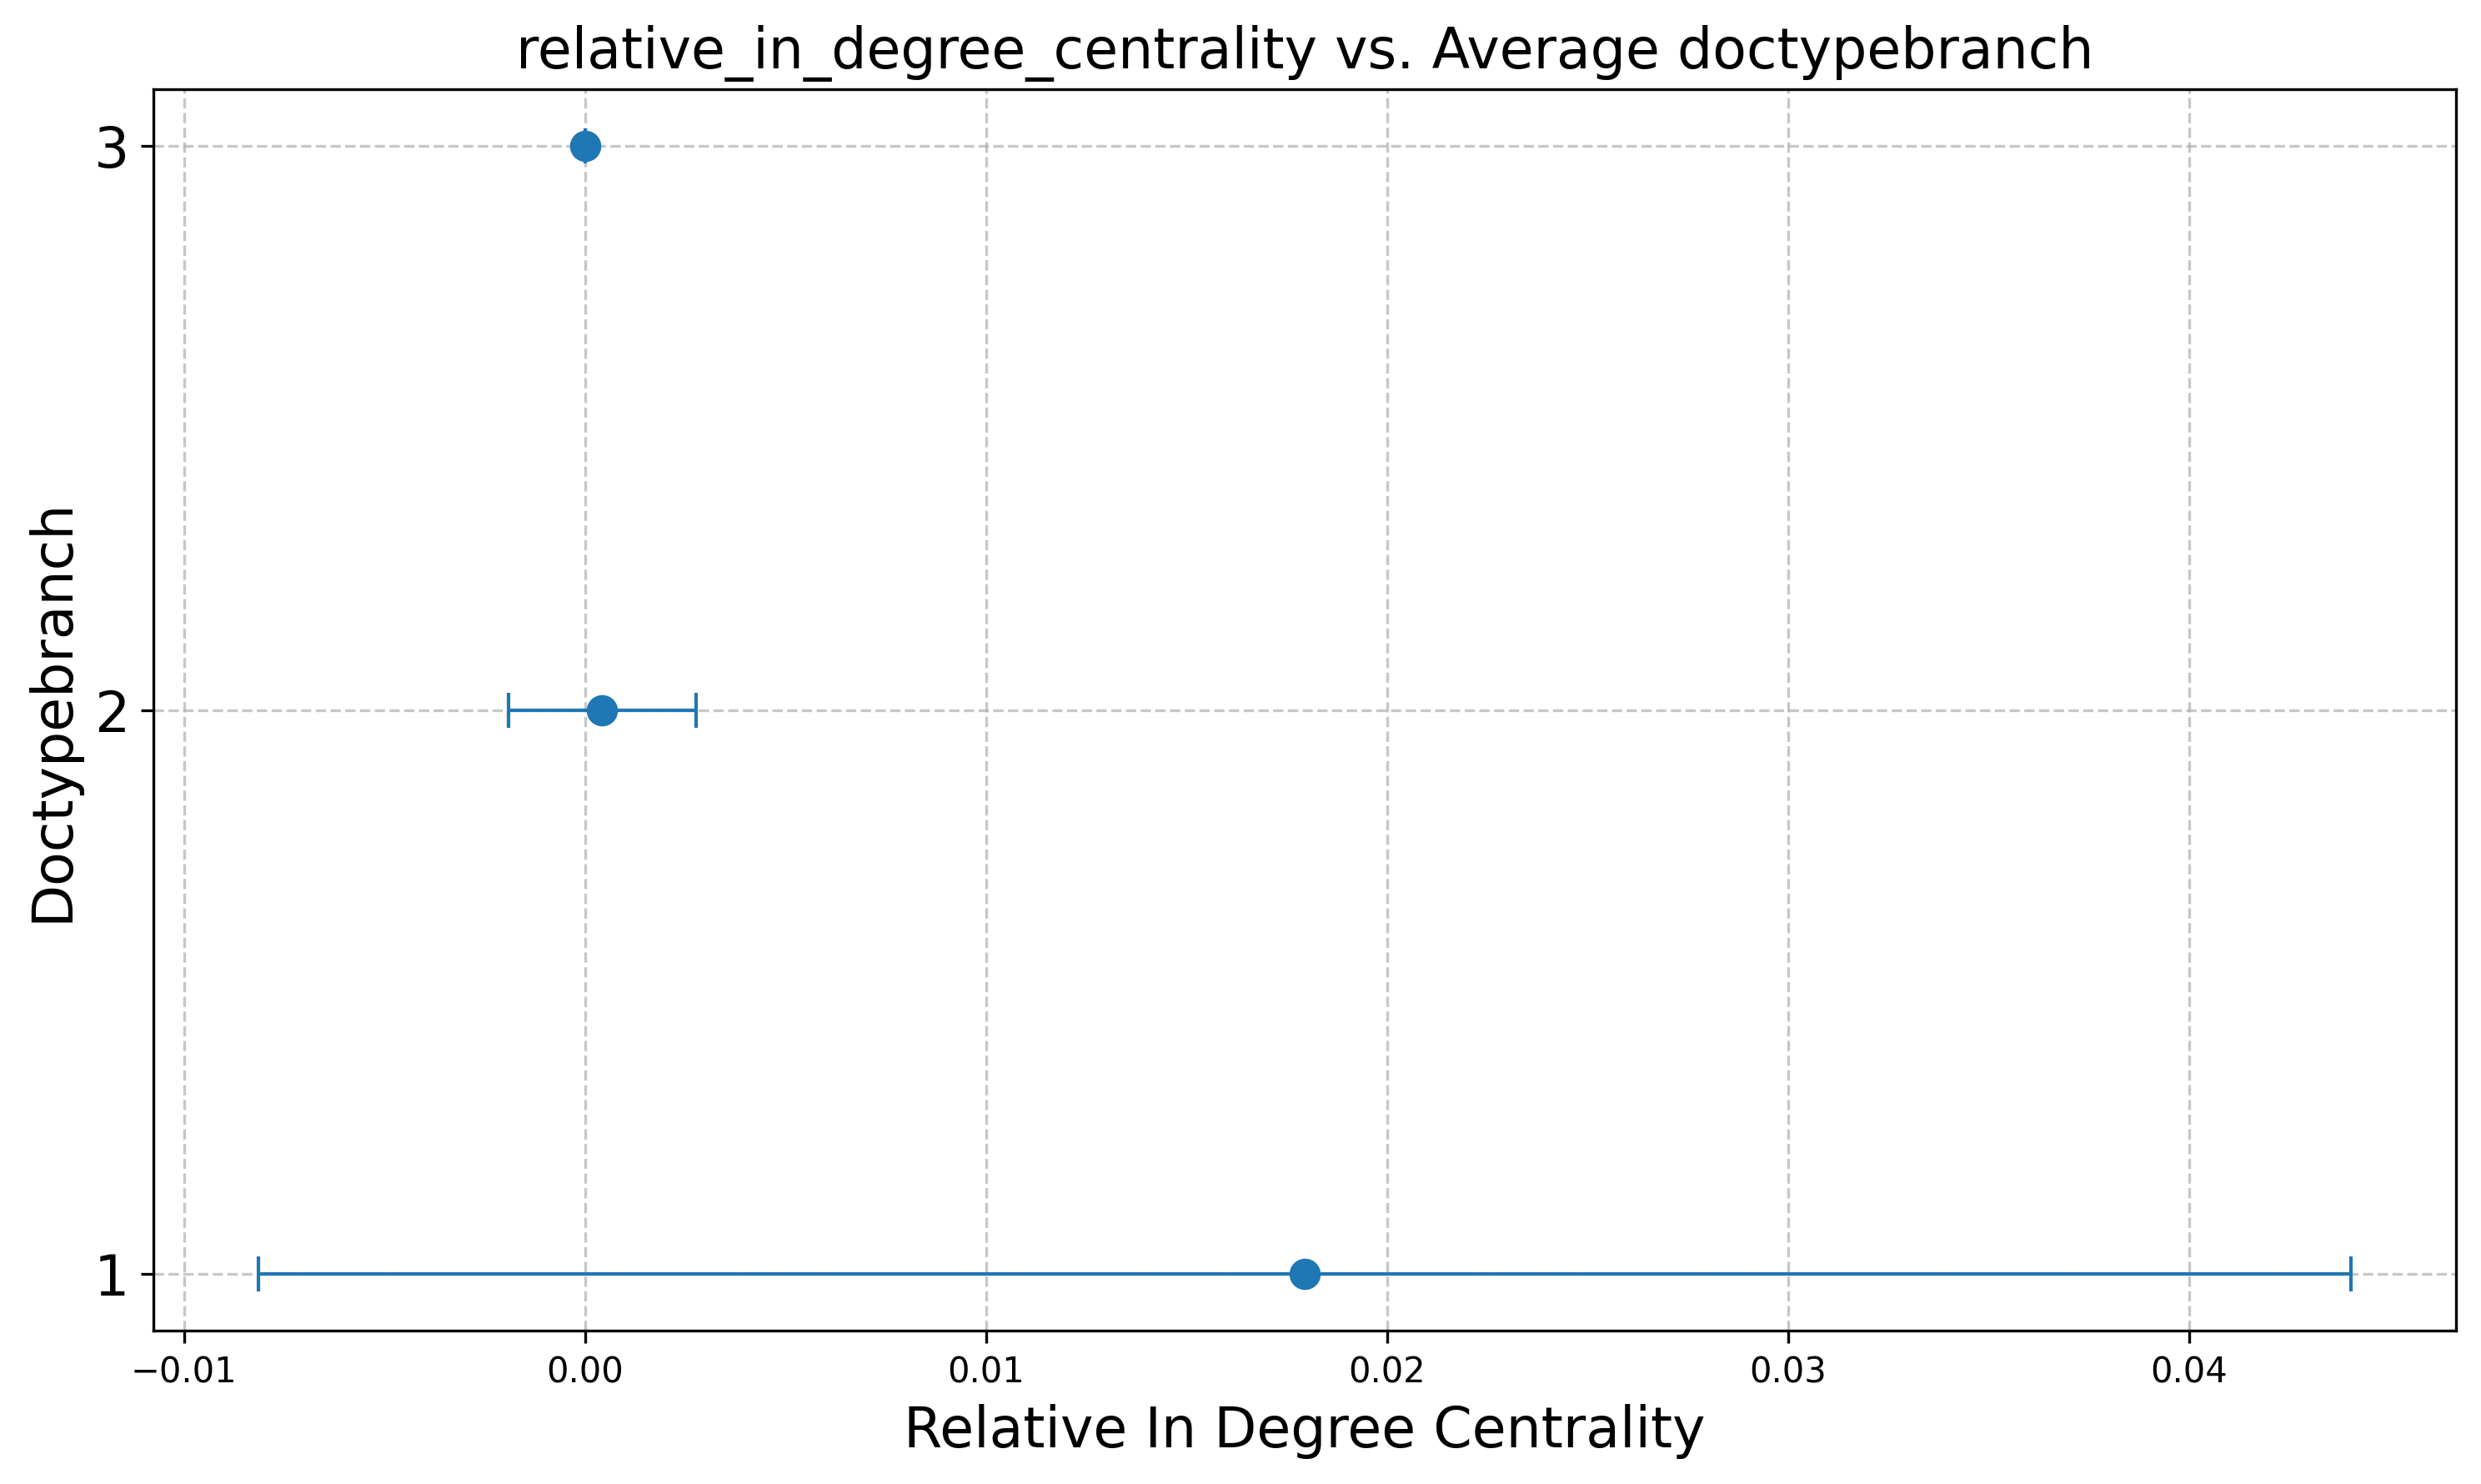 relative_in_degree_centrality vs. Average doctypebranch
3
2
1
Doctypebranch
−0.01 0.00 0.01 0.02 0.03 0.04
Relative In Degree Centrality